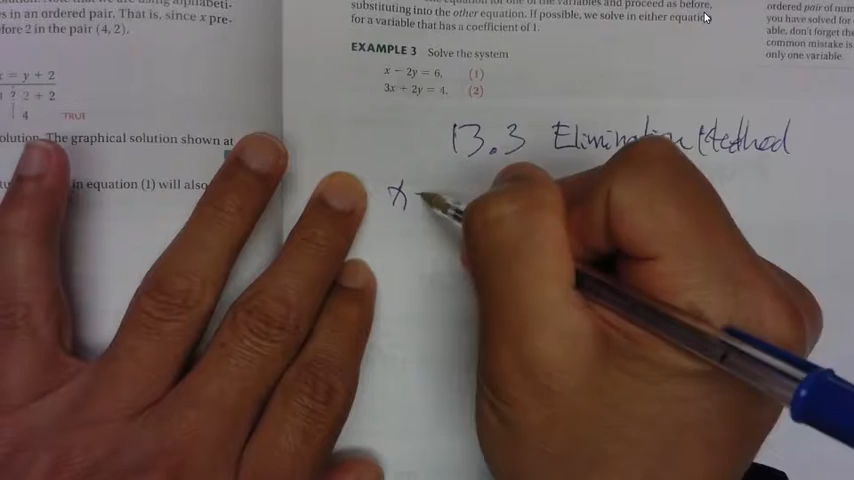 es in an ordered pair. That is, since x pre-
efore 2 in the pair (4, 2).
x = y + 2
? 2 + 2
4 TRUE
The graphical solution shown at
in equation (1) will also
substituting into the other equation. If possible, we solve in either equation
for a variable that has a coefficient of 1.
EXAMPLE 3 Solve the system
x − 2y = 6, (1)
3x + 2y = 4. (2)
13.3 Elimination Method
x
ordered pair of num
you have solved for
able, don't forget the
common mistake is
only one variable.